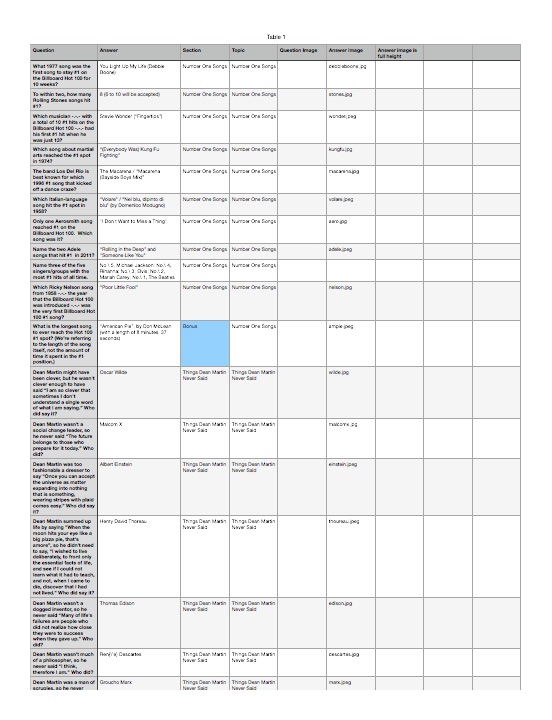 Table 1
Question Answer Section Topic Question Image Answer Image Answer image is
full height
What 1977 song was the You Light Up My Life (Debbie Number One Songs Number One Songs debbieboone.jpg
first song to stay #1 on Boone)
the Billboard Hot 100 for
10 weeks?
To within two, how many 8 (6 to 10 will be accepted) Number One Songs Number One Songs stones.jpg
Rolling Stones songs hit
#1?
Which musician -.-.- with Stevie Wonder ("Fingertips") Number One Songs Number One Songs wonder.jpg
a total of 10 #1 hits on the
Billboard Hot 100 -.-.- had
his first #1 hit when he
was just 13?
Which song about martial "(Everybody Was) Kung Fu Number One Songs Number One Songs kungfu.jpg
arts reached the #1 spot Fighting"
in 1974?
The band Los Del Rio is The Macarena / "Macarena Number One Songs Number One Songs macarena.jpg
best known for which (Bayside Boys Mix)"
1996 #1 song that kicked
off a dance craze?
Which Italian-language "Volare" / "Nel blu, dipinto di Number One Songs Number One Songs volare.jpg
song hit the #1 spot in blu" (by Domenico Modugno)
1958?
Only one Aerosmith song "I Don't Want to Miss a Thing" Number One Songs Number One Songs aero.jpg
reached #1 on the
Billboard Hot 100. Which
song was it?
Name the two Adele "Rolling in the Deep" and Number One Songs Number One Songs adele.jpg
songs that hit #1 in 2011? "Someone Like You"
Name three of the five No.\ 5, Michael Jackson, No.\ 4, Number One Songs Number One Songs
singers/groups with the Rihanna; No.\ 3, Elvis; No.\ 2,
most #1 hits of all time. Mariah Carey; No.\ 1, The Beatles
Which Ricky Nelson song "Poor Little Fool" Number One Songs Number One Songs nelson.jpg
from 1958 -.-.- the year that
the Billboard Hot 100 was
introduced -.-.- was
the very first Billboard Hot
100 #1 song?
What is the longest song "American Pie", by Don McLean Bonus Number One Songs ampie.jpg
to ever reach the Hot 100 (with a length of 8 minutes, 37
#1 spot? [We're referring seconds)
to the length of the song
itself, not the amount of
time it spent in the #1
position.]
Dean Martin might have Oscar Wilde Things Dean Martin Things Dean Martin wilde.jpg
been clever, but he wasn't Never Said Never Said
clever enough to have
said "I am so clever that
sometimes I don't
understand a single word
of what I am saying." Who
did say it?
Dean Martin wasn't a Malcom X Things Dean Martin Things Dean Martin malcomx.jpg
social change leader, so Never Said Never Said
he never said "The future
belongs to those who
prepare for it today." Who
did?
Dean Martin was too Albert Einstein Things Dean Martin Things Dean Martin einstein.jpg
fashionable a dresser to Never Said Never Said
say "Once you can accept
the universe as matter
expanding into nothing
that is something,
wearing stripes with plaid
comes easy." Who did say
it?
Dean Martin summed up Henry David Thoreau Things Dean Martin Things Dean Martin thoureau.jpg
life by saying "When the Never Said Never Said
moon hits your eye like a
big pizza pie, that's
amore", so he didn't need
to say, "I wished to live
deliberately, to front only
the essential facts of life,
and see if I could not
learn what it had to teach,
and not, when I came to
die, discover that I had
not lived." Who did say it?
Dean Martin wasn't a Thomas Edison Things Dean Martin Things Dean Martin edison.jpg
dogged inventor, so he Never Said Never Said
never said "Many of life's
failures are people who
did not realize how close
they were to success
when they gave up." Who
did?
Dean Martin wasn't much Ren{\'e} Descartes Things Dean Martin Things Dean Martin descartes.jpg
of a philosopher, so he Never Said Never Said
never said "I think,
therefore I am." Who did?
Dean Martin was a man of Groucho Marx Things Dean Martin Things Dean Martin marx.jpeg
scruples, so he never Never Said Never Said